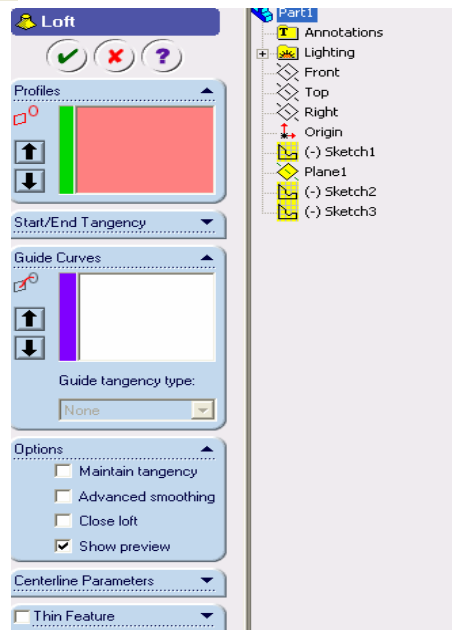 Loft
?
Profiles
Start/End Tangency
Guide Curves
Guide tangency type:
None
Options
Maintain tangency
Advanced smoothing
Close loft
Show preview
Centerline Parameters
Thin Feature
Part1
Annotations
Lighting
Front
Top
Right
Origin
(-) Sketch1
Plane1
(-) Sketch2
(-) Sketch3